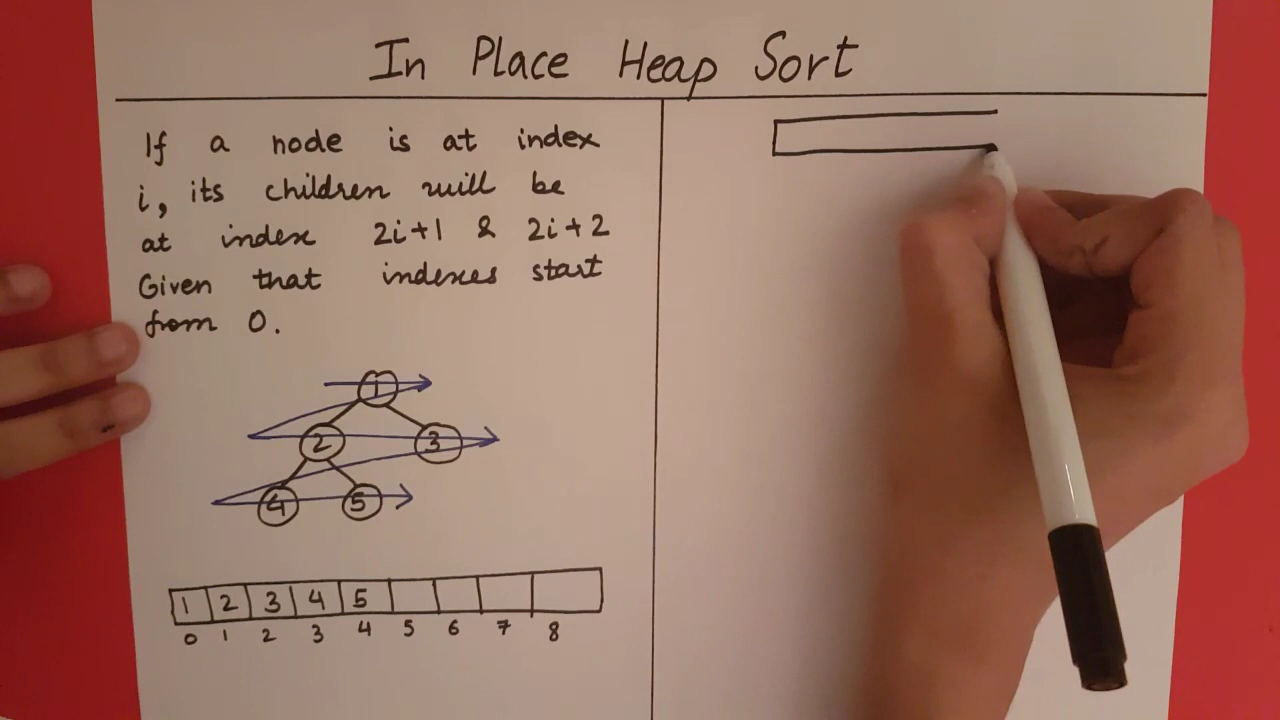 In Place Heap Sort
If a node is at index
i, its children will be
at index 2i+1 & 2i+2
Given that indexes start
from 0.
1
2 3
4 5
1 2 3 4 5
0 1 2 3 4 5 6 7 8